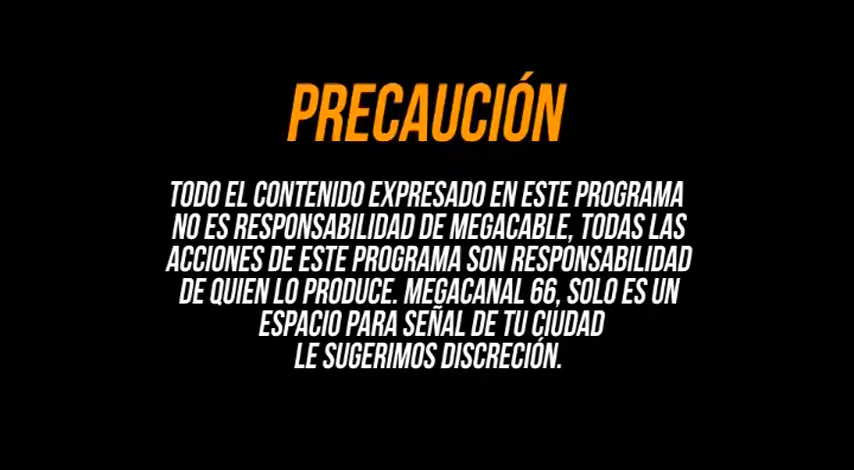 PRECAUCIÓN
TODO EL CONTENIDO EXPRESADO EN ESTE PROGRAMA
NO ES RESPONSABILIDAD DE MEGACABLE, TODAS LAS
ACCIONES DE ESTE PROGRAMA SON RESPONSABILIDAD
DE QUIEN LO PRODUCE. MEGACANAL 66, SOLO ES UN
ESPACIO PARA SEÑAL DE TU CIUDAD
LE SUGERIMOS DISCRECIÓN.